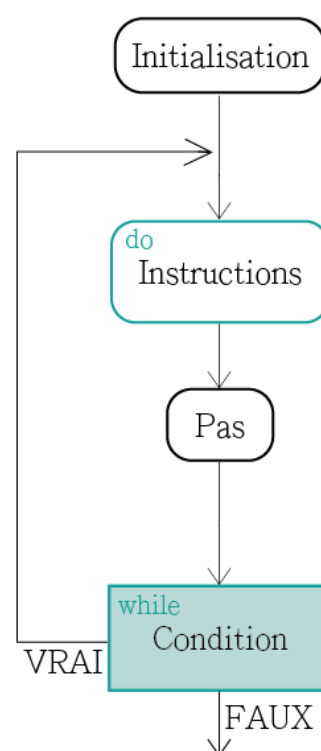 Initialisation
do
Instructions
Pas
while
Condition
VRAI
FAUX